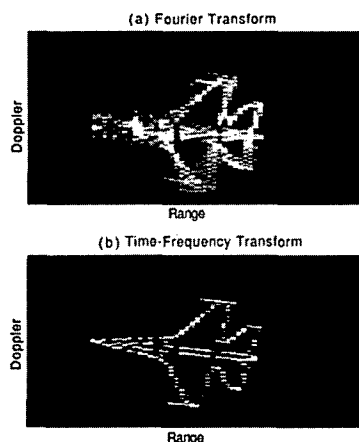 (a) Fourier Transform
Doppler
Range
(b) Time-Frequency Transform
Doppler
Range